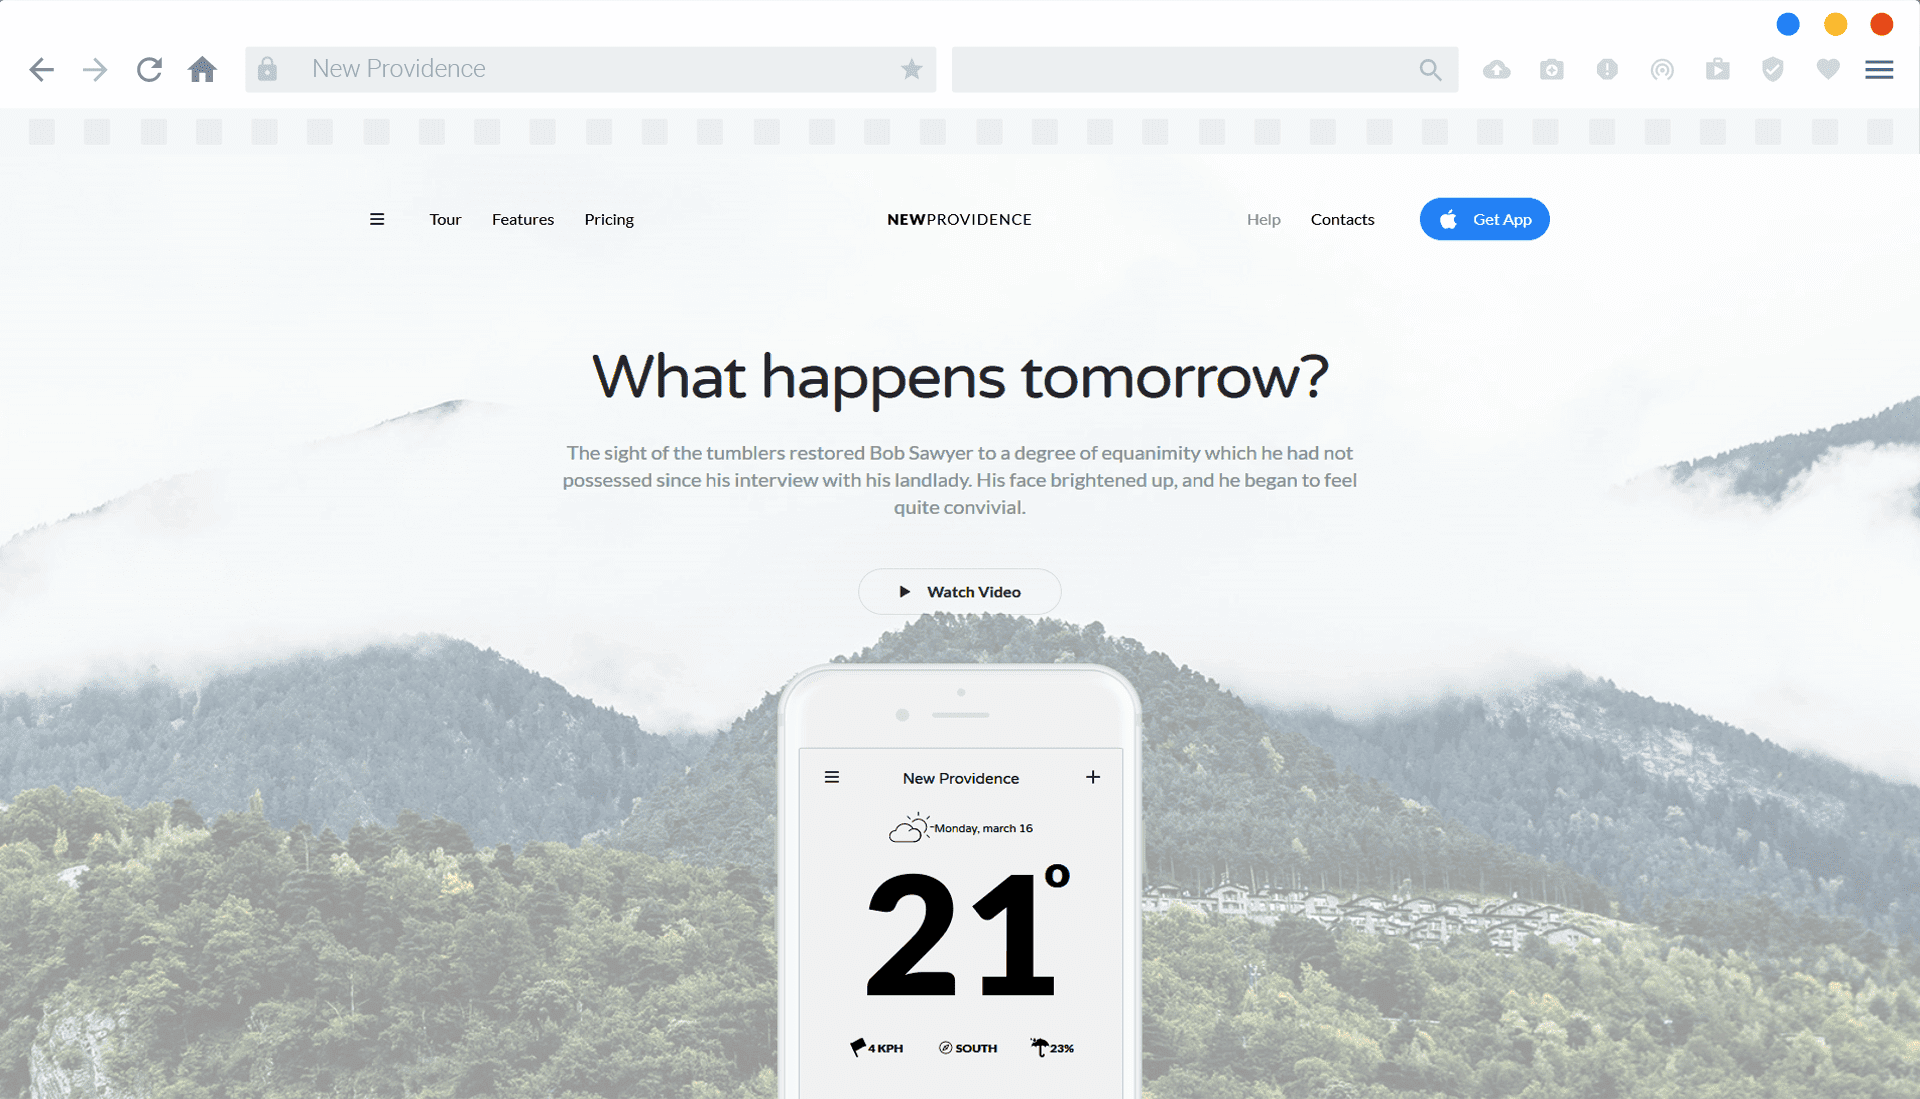 New Providence
Tour Features Pricing
NEWPROVIDENCE
Help Contacts
Get App
What happens tomorrow?
The sight of the tumblers restored Bob Sawyer to a degree of equanimity which he had not
possessed since his interview with his landlady. His face brightened up, and he began to feel
quite convivial.
Watch Video
New Providence
Monday, march 16
21°
4 KPH SOUTH 23%